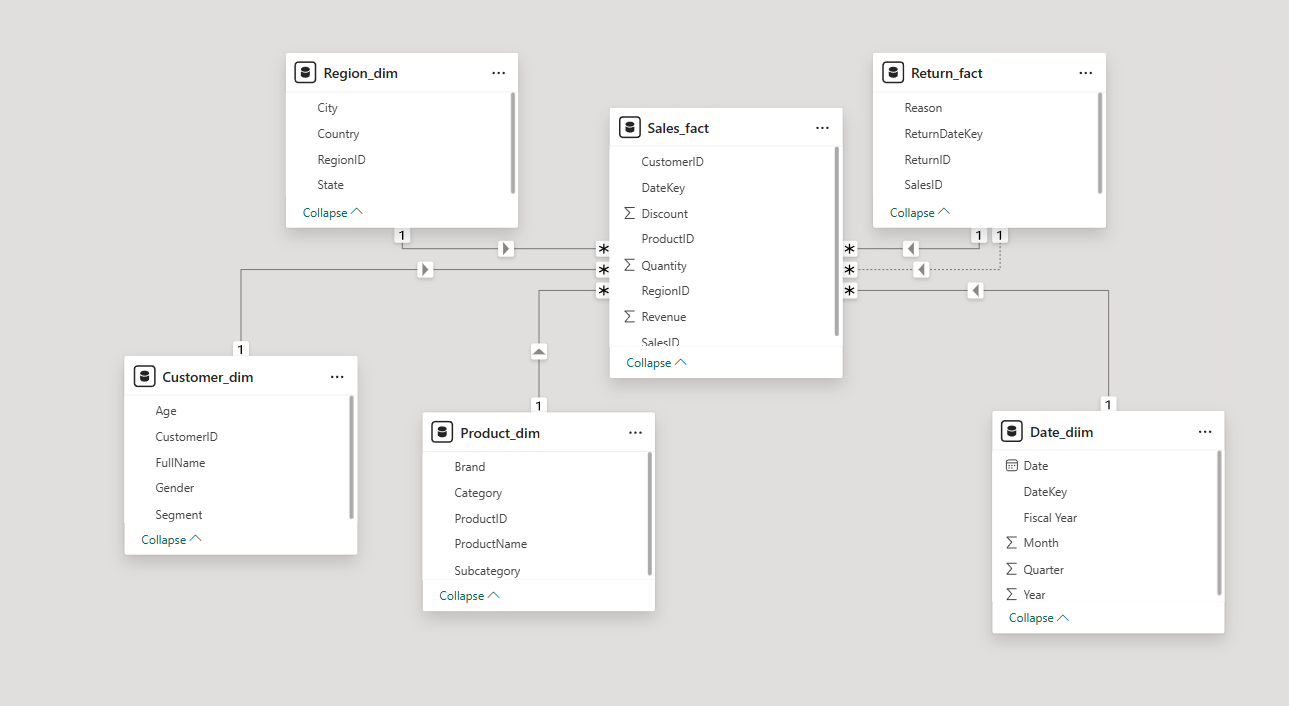 Region_dim
City
Country
RegionID
State
Collapse
1
Sales_fact
CustomerID
DateKey
Discount
ProductID
Quantity
RegionID
Revenue
SalesID
Collapse
*
*
*
*
*
*
Return_fact
Reason
ReturnDateKey
ReturnID
SalesID
Collapse
1 1
1
Customer_dim
Age
CustomerID
FullName
Gender
Segment
Collapse
1
Product_dim
Brand
Category
ProductID
ProductName
Subcategory
Collapse
1
Date_diim
Date
DateKey
Fiscal Year
Month
Quarter
Year
Collapse